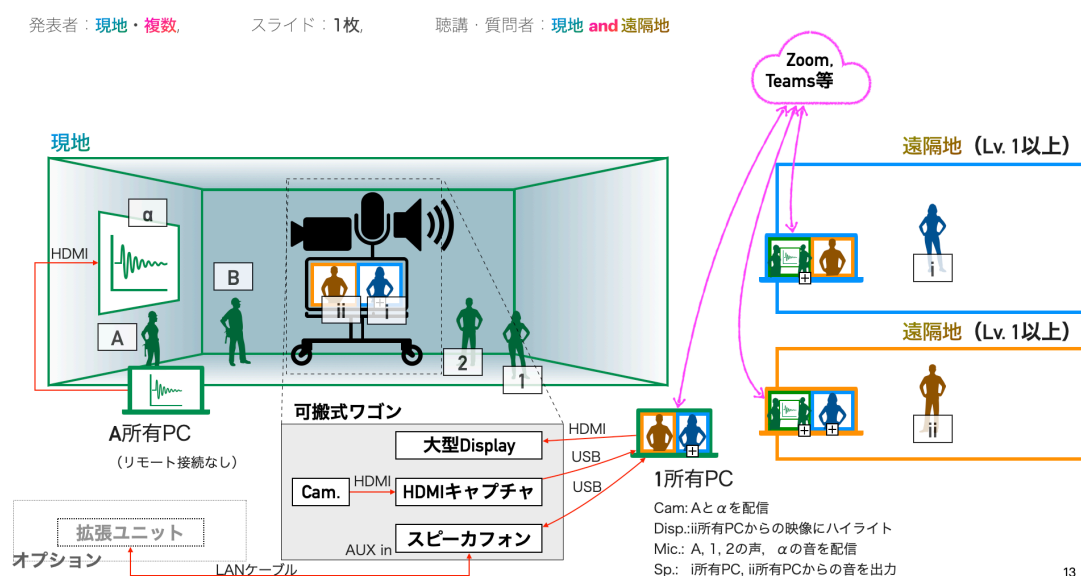 発表者：現地・複数,
スライド：1枚,
聴講・質問者：現地 and 遠隔地
Zoom,
Teams等
現地
遠隔地（Lv. 1以上）
α
HDMI
B
A
ii
i
2
1
i
遠隔地（Lv. 1以上）
ii
A所有PC
（リモート接続なし）
可搬式ワゴン
大型Display
HDMI
Cam.
HDMI
HDMIキャプチャ
USB
USB
スピーカフォン
AUX in
1所有PC
Cam: Aとαを配信
Disp.:ii所有PCからの映像にハイライト
Mic.: A, 1, 2の声, αの音を配信
Sp.: i所有PC, ii所有PCからの音を出力
拡張ユニット
オプション
LANケーブル
13